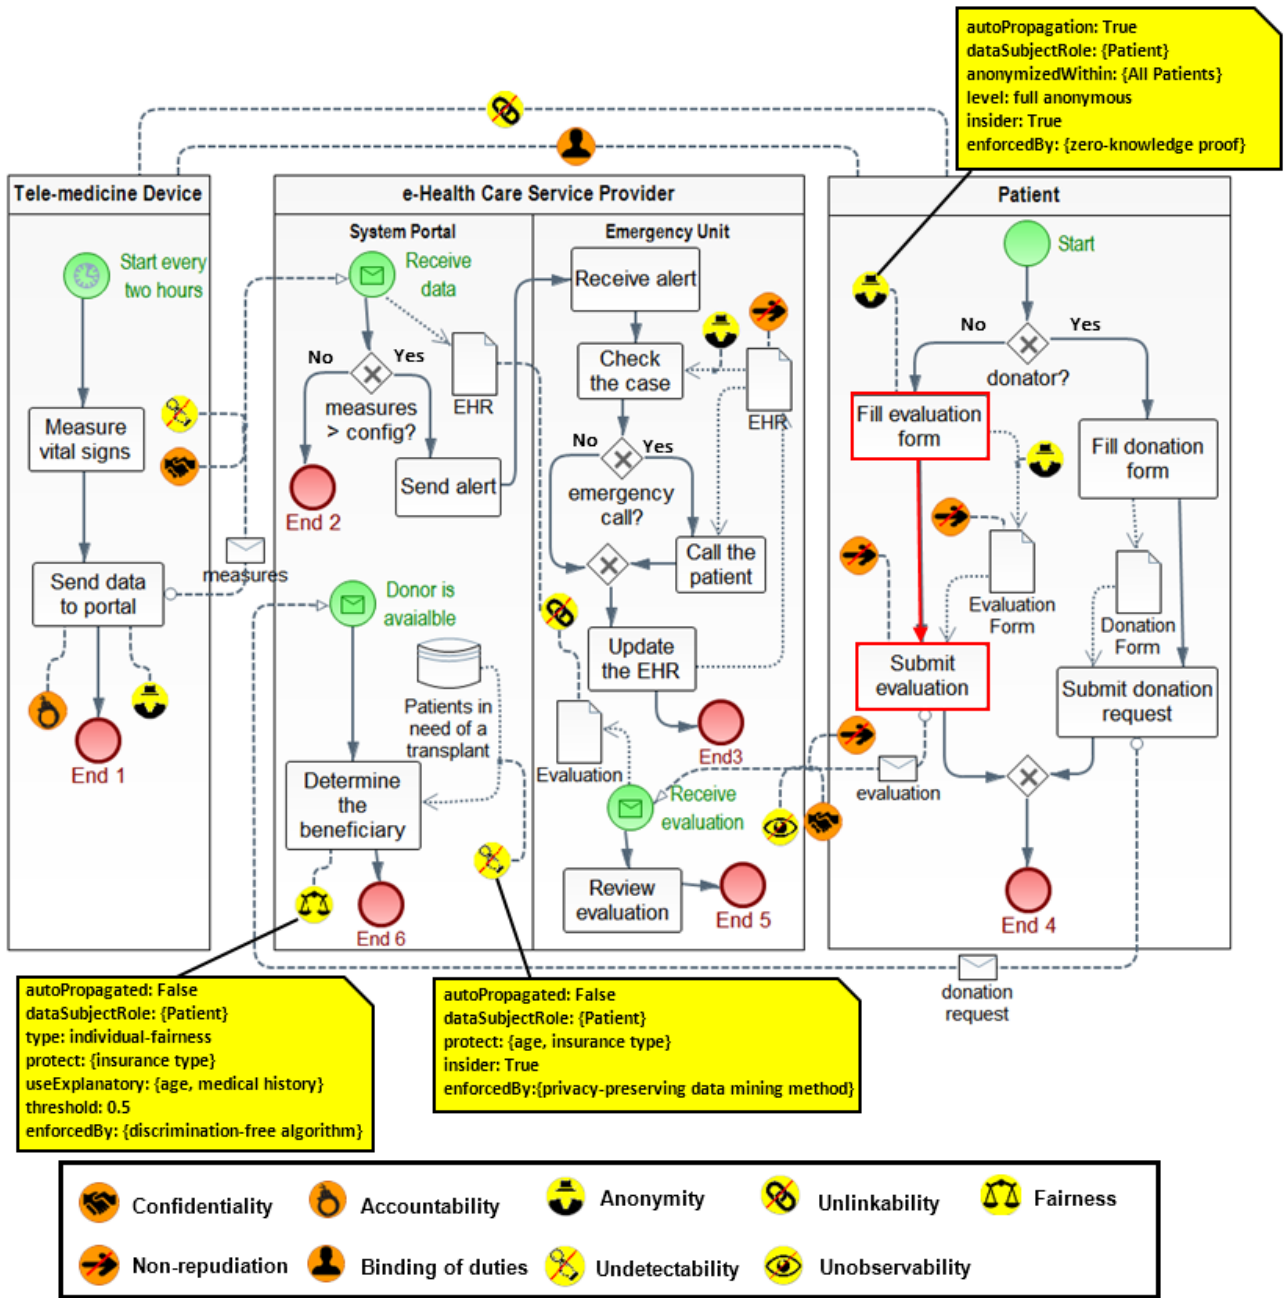 autoPropagation: True
dataSubjectRole: {Patient}
anonymizedWithin: {All Patients}
level: full anonymous
insider: True
enforcedBy: {zero-knowledge proof}
Tele-medicine Device
e-Health Care Service Provider
Patient
System Portal
Emergency Unit
Start every
two hours
Receive
data
Receive alert
Start
No
Yes
donator?
No
Yes
EHR
measures
> config?
Check
the case
EHR
Measure
vital signs
Send alert
End 2
No
Yes
emergency
call?
Call the
patient
Fill evaluation
form
Fill donation
form
Send data
to portal
measures
Donor is
avaialble
Evaluation
Form
Donation
Form
Update
the EHR
Submit
evaluation
Submit donation
request
Patients in
need of a
transplant
End 1
End3
Evaluation
Determine
the
beneficiary
Receive
evaluation
evaluation
Review
evaluation
End 5
End 6
End 4
donation
request
autoPropagated: False
dataSubjectRole: {Patient}
type: individual-fairness
protect: {insurance type}
useExplanatory: {age, medical history}
threshold: 0.5
enforcedBy: {discrimination-free algorithm}
autoPropagated: False
dataSubjectRole: {Patient}
protect: {age, insurance type}
insider: True
enforcedBy:{privacy-preserving data mining method}
Confidentiality
Accountability
Anonymity
Unlinkability
Fairness
Non-repudiation
Binding of duties
Undetectability
Unobservability